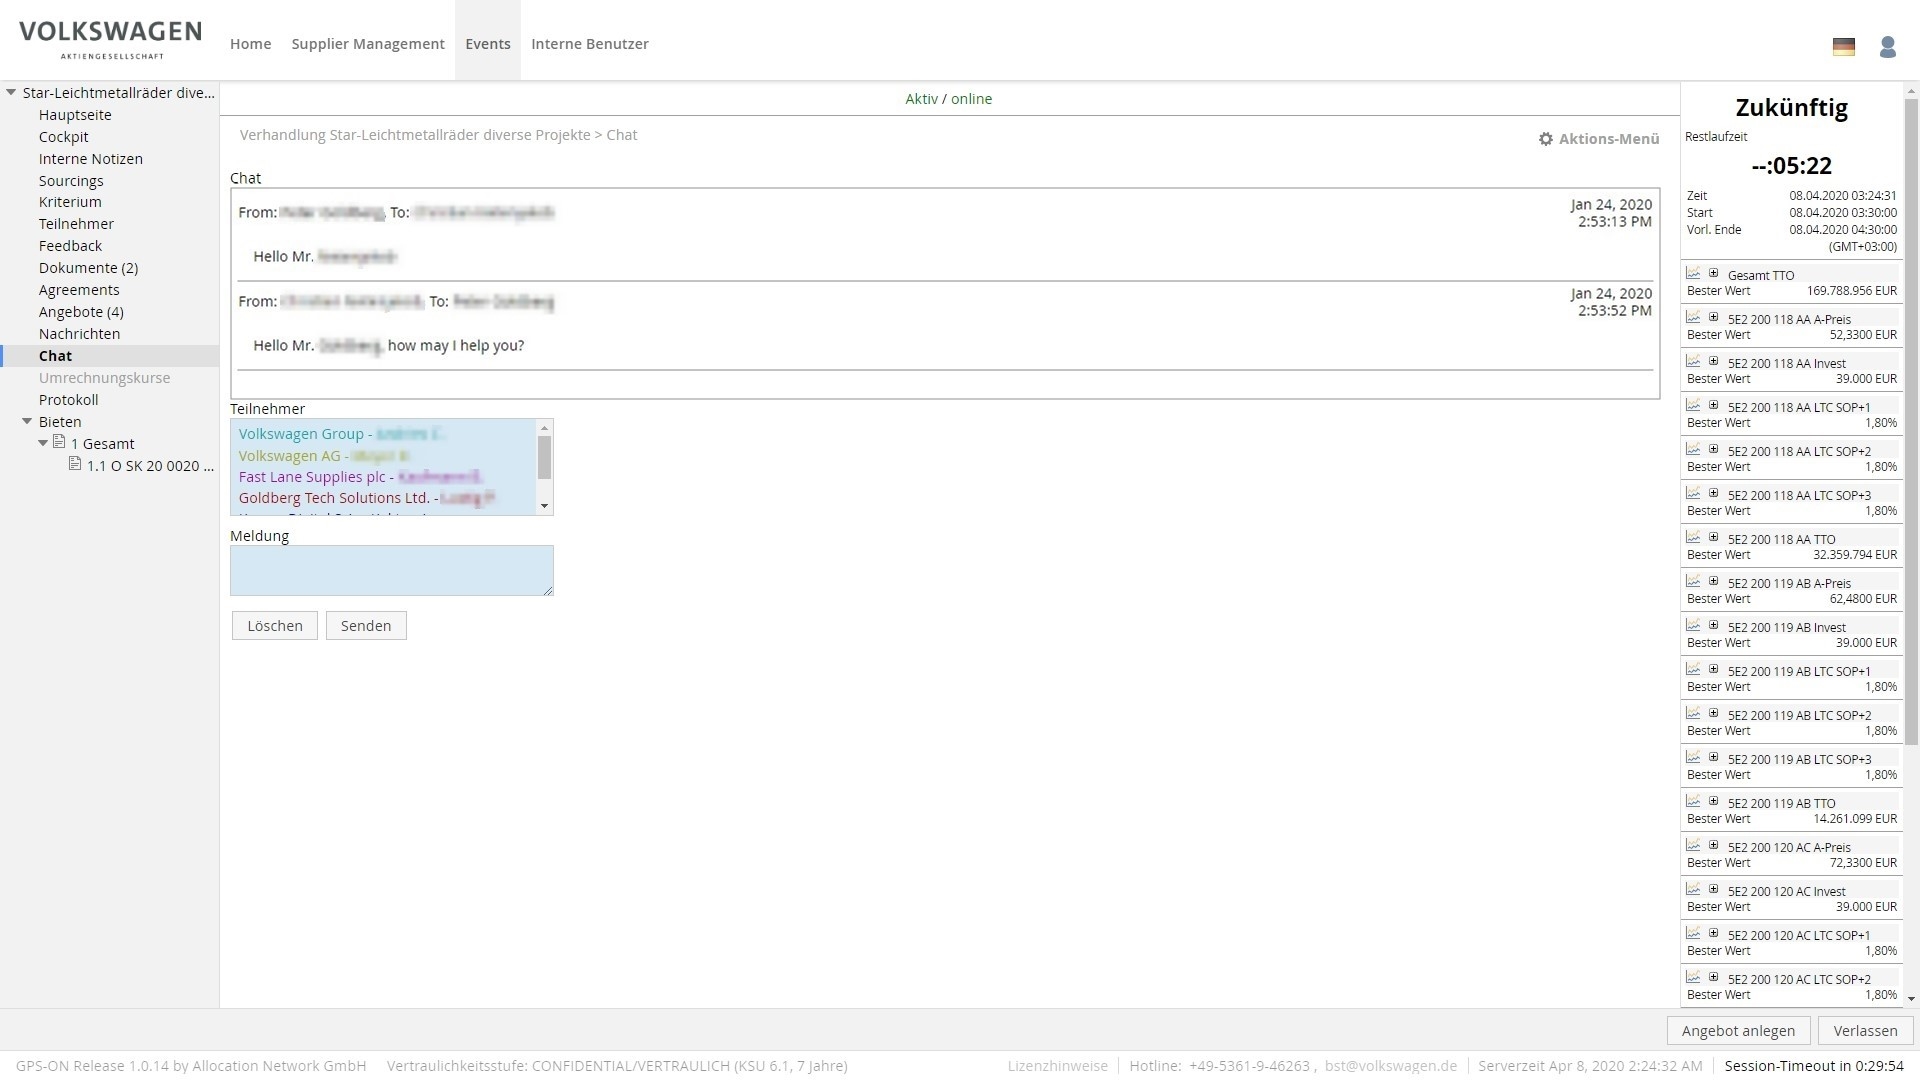 VOLKSWAGEN
AKTIENGESELLSCHAFT
Home Supplier Management Events Interne Benutzer
Star-Leichtmetallräder dive...
Hauptseite
Cockpit
Interne Notizen
Sourcings
Kriterium
Teilnehmer
Feedback
Dokumente (2)
Agreements
Angebote (4)
Nachrichten
Chat
Umrechnungskurse
Protokoll
Bieten
1 Gesamt
1.1 O SK 20 0020 ...
Aktiv / online
Verhandlung Star-Leichtmetallräder diverse Projekte > Chat
Aktions-Menü
Chat
From: , To:
Jan 24, 2020
2:53:13 PM
Hello Mr.
From: , To:
Jan 24, 2020
2:53:52 PM
Hello Mr. , how may I help you?
Teilnehmer
Volkswagen Group -
Volkswagen AG -
Fast Lane Supplies plc -
Goldberg Tech Solutions Ltd. -
Meldung
Löschen Senden
Zukünftig
Restlaufzeit
--:05:22
Zeit 08.04.2020 03:24:31
Start 08.04.2020 03:30:00
Vorl. Ende 08.04.2020 04:30:00
(GMT+03:00)
Gesamt TTO
Bester Wert 169.788.956 EUR
5E2 200 118 AA A-Preis
Bester Wert 52,3300 EUR
5E2 200 118 AA Invest
Bester Wert 39.000 EUR
5E2 200 118 AA LTC SOP+1
Bester Wert 1,80%
5E2 200 118 AA LTC SOP+2
Bester Wert 1,80%
5E2 200 118 AA LTC SOP+3
Bester Wert 1,80%
5E2 200 118 AA TTO
Bester Wert 32.359.794 EUR
5E2 200 119 AB A-Preis
Bester Wert 62,4800 EUR
5E2 200 119 AB Invest
Bester Wert 39.000 EUR
5E2 200 119 AB LTC SOP+1
Bester Wert 1,80%
5E2 200 119 AB LTC SOP+2
Bester Wert 1,80%
5E2 200 119 AB LTC SOP+3
Bester Wert 1,80%
5E2 200 119 AB TTO
Bester Wert 14.261.099 EUR
5E2 200 120 AC A-Preis
Bester Wert 72,3300 EUR
5E2 200 120 AC Invest
Bester Wert 39.000 EUR
5E2 200 120 AC LTC SOP+1
Bester Wert 1,80%
5E2 200 120 AC LTC SOP+2
Bester Wert 1,80%
Angebot anlegen Verlassen
GPS-ON Release 1.0.14 by Allocation Network GmbH Vertraulichkeitsstufe: CONFIDENTIAL/VERTRAULICH (KSU 6.1, 7 Jahre) Lizenzhinweise Hotline: +49-5361-9-46263 , bst@volkswagen.de Serverzeit Apr 8, 2020 2:24:32 AM Session-Timeout in 0:29:54